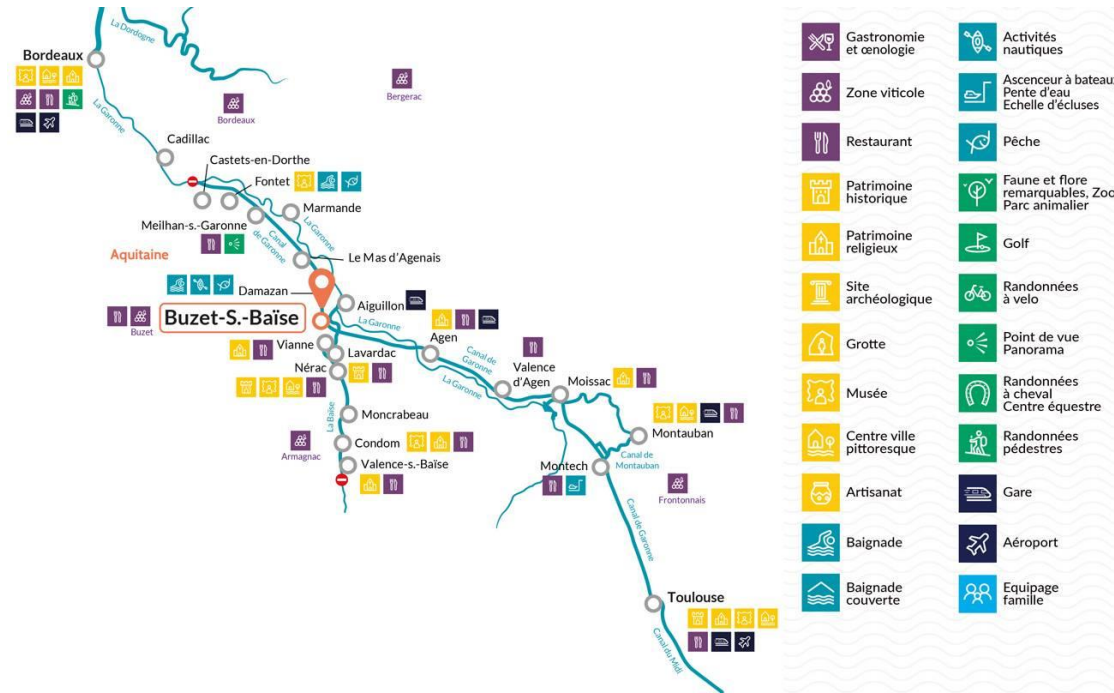 La Dordogne
Bordeaux
Bergerac
Bordeaux
La Garonne
Cadillac
Castets-en-Dorthe
Fontet
Marmande
La Garonne
Meilhan-s.-Garonne
Canal
de Garonne
Aquitaine
Le Mas d'Agenais
Damazan
Aiguillon
Buzet-S.-Baïse
Buzet
La Garonne
Vianne
Agen
Lavardac
Canal de
Garonne
Valence
d'Agen
Nérac
La Garonne
Moissac
La Baïse
Moncrabeau
Montauban
Condom
Armagnac
Canal de
Montauban
Valence-s.-Baïse
Montech
Frontonnais
Canal de Garonne
Toulouse
Canal du Midi
Gastronomie
et œnologie
Zone viticole
Restaurant
Patrimoine
historique
Patrimoine
religieux
Site
archéologique
Grotte
Musée
Centre ville
pittoresque
Artisanat
Baignade
Baignade
couverte
Activités
nautiques
Ascenceur à bateaux
Pente d'eau
Echelle d'écluses
Pêche
Faune et flore
remarquables, Zoo
Parc animalier
Golf
Randonnées
à velo
Point de vue
Panorama
Randonnées
à cheval
Centre équestre
Randonnées
pédestres
Gare
Aéroport
Equipage
famille